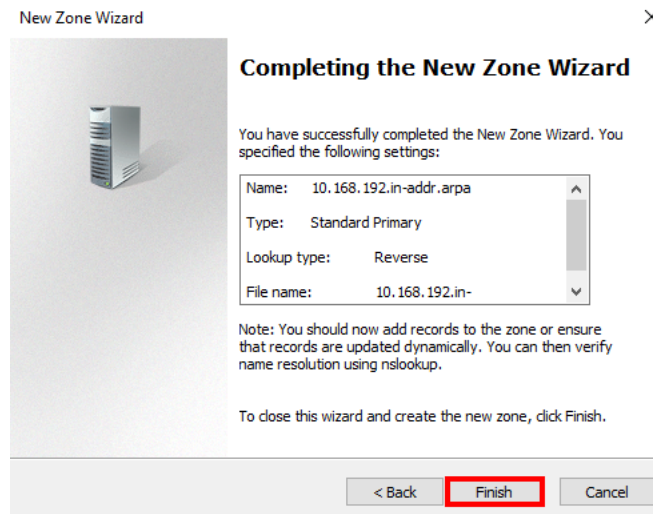 New Zone Wizard
Completing the New Zone Wizard
You have successfully completed the New Zone Wizard. You
specified the following settings:
Name: 10.168.192.in-addr.arpa
Type: Standard Primary
Lookup type: Reverse
File name: 10.168.192.in-
Note: You should now add records to the zone or ensure
that records are updated dynamically. You can then verify
name resolution using nslookup.
To close this wizard and create the new zone, click Finish.
< Back Finish Cancel